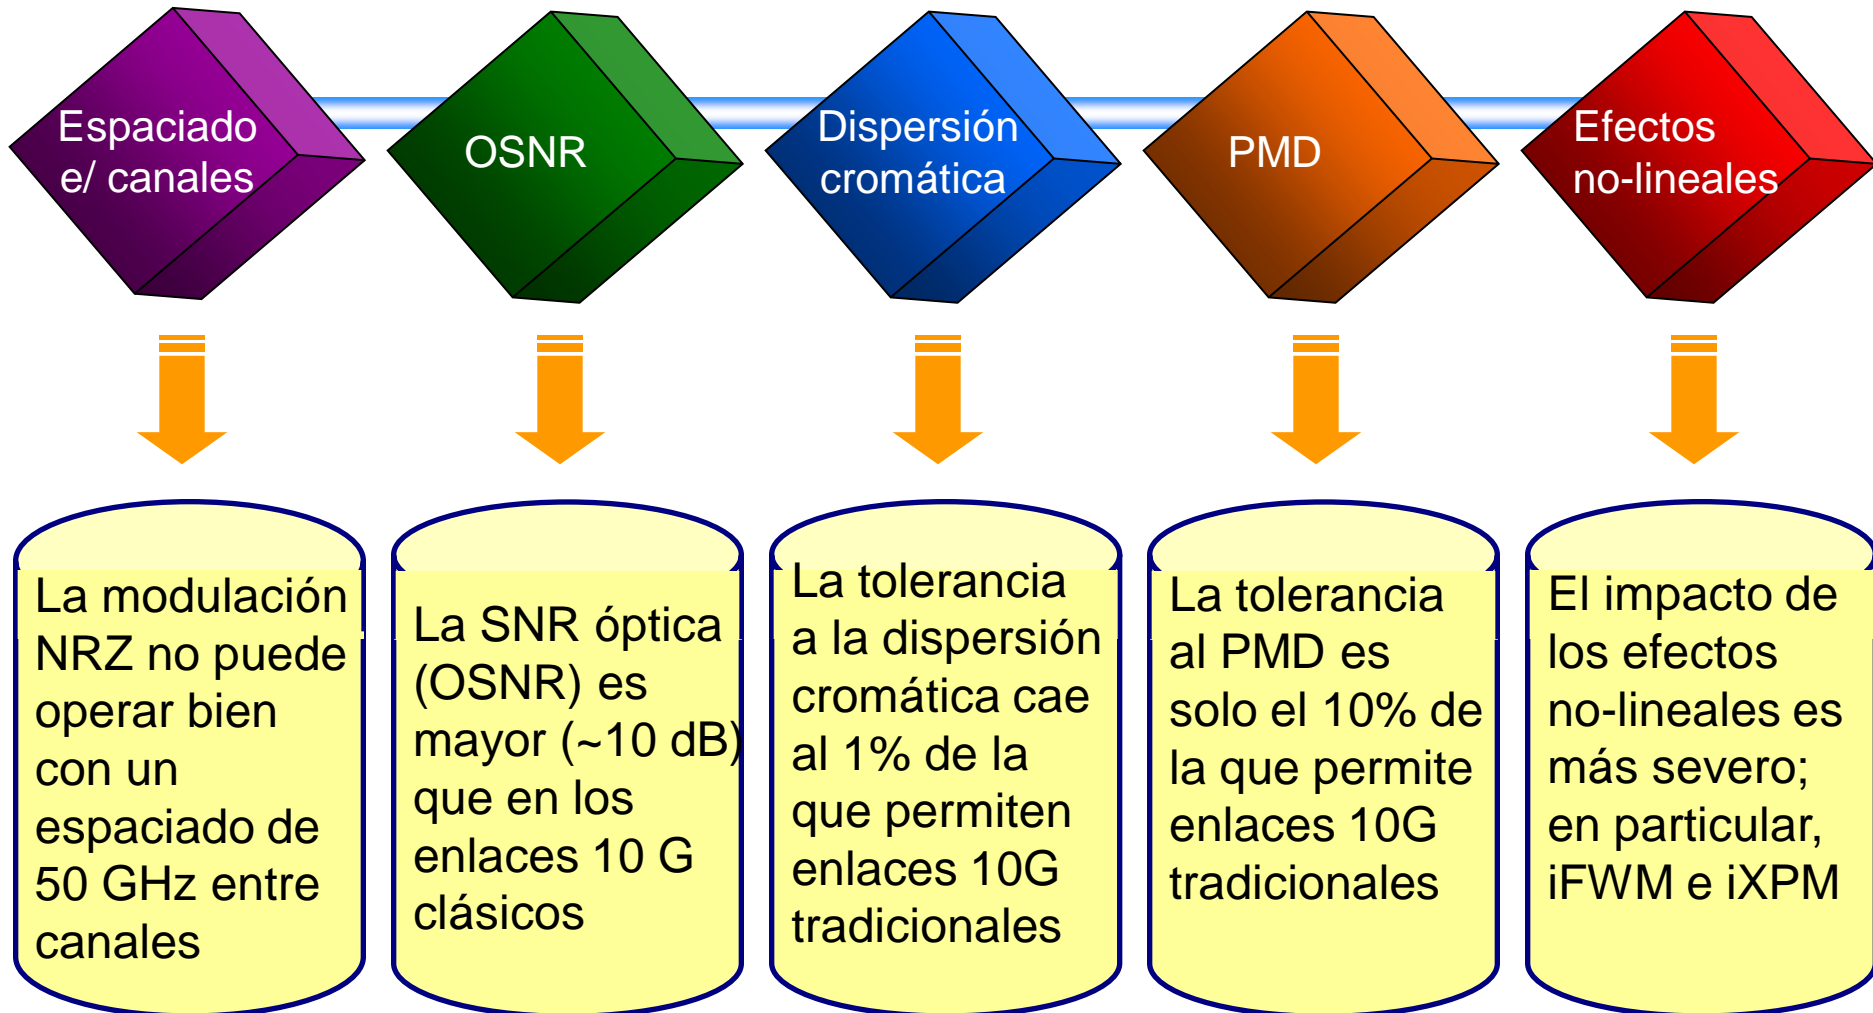 Espaciado
e/ canales
OSNR
Dispersión
cromática
PMD
Efectos
no-lineales
La modulación
NRZ no puede
operar bien
con un
espaciado de
50 GHz entre
canales
La SNR óptica
(OSNR) es
mayor (~10 dB)
que en los
enlaces 10 G
clásicos
La tolerancia
a la dispersión
cromática cae
al 1% de la
que permiten
enlaces 10G
tradicionales
La tolerancia
al PMD es
solo el 10% de
la que permite
enlaces 10G
tradicionales
El impacto de
los efectos
no-lineales es
más severo;
en particular,
iFWM e iXPM